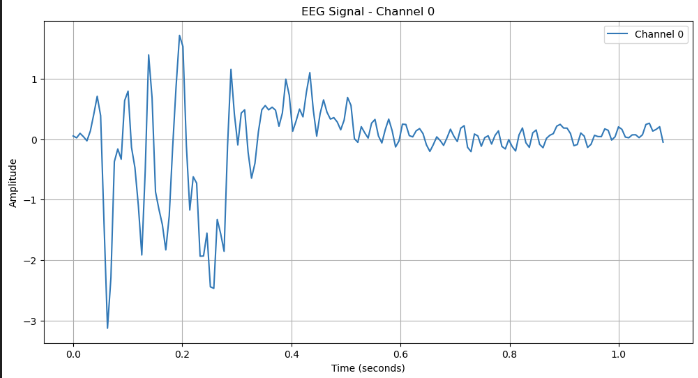 EEG Signal - Channel 0
Channel 0
Amplitude
1
0
−1
−2
−3
0.0 0.2 0.4 0.6 0.8 1.0
Time (seconds)